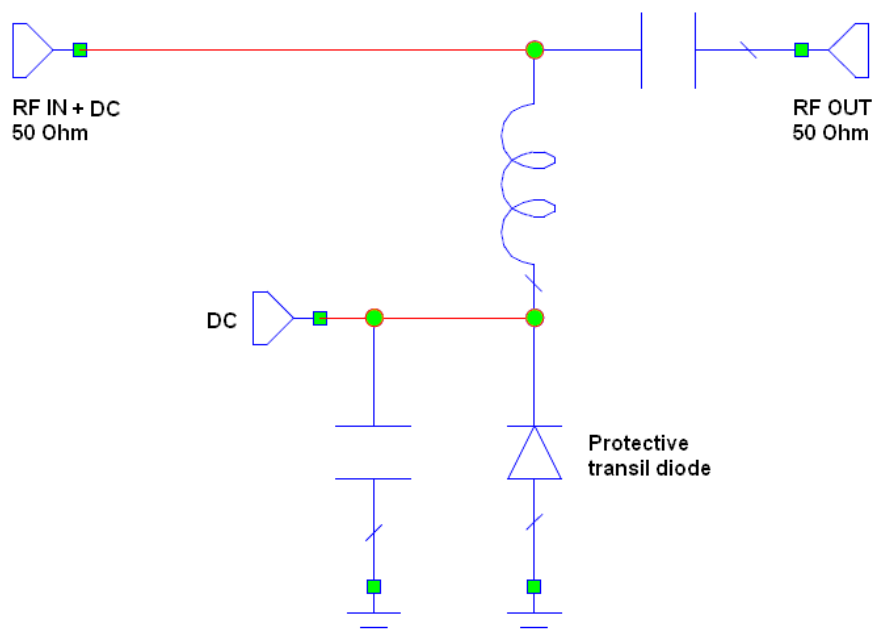 RF IN + DC
50 Ohm
RF OUT
50 Ohm
DC
Protective
transil diode